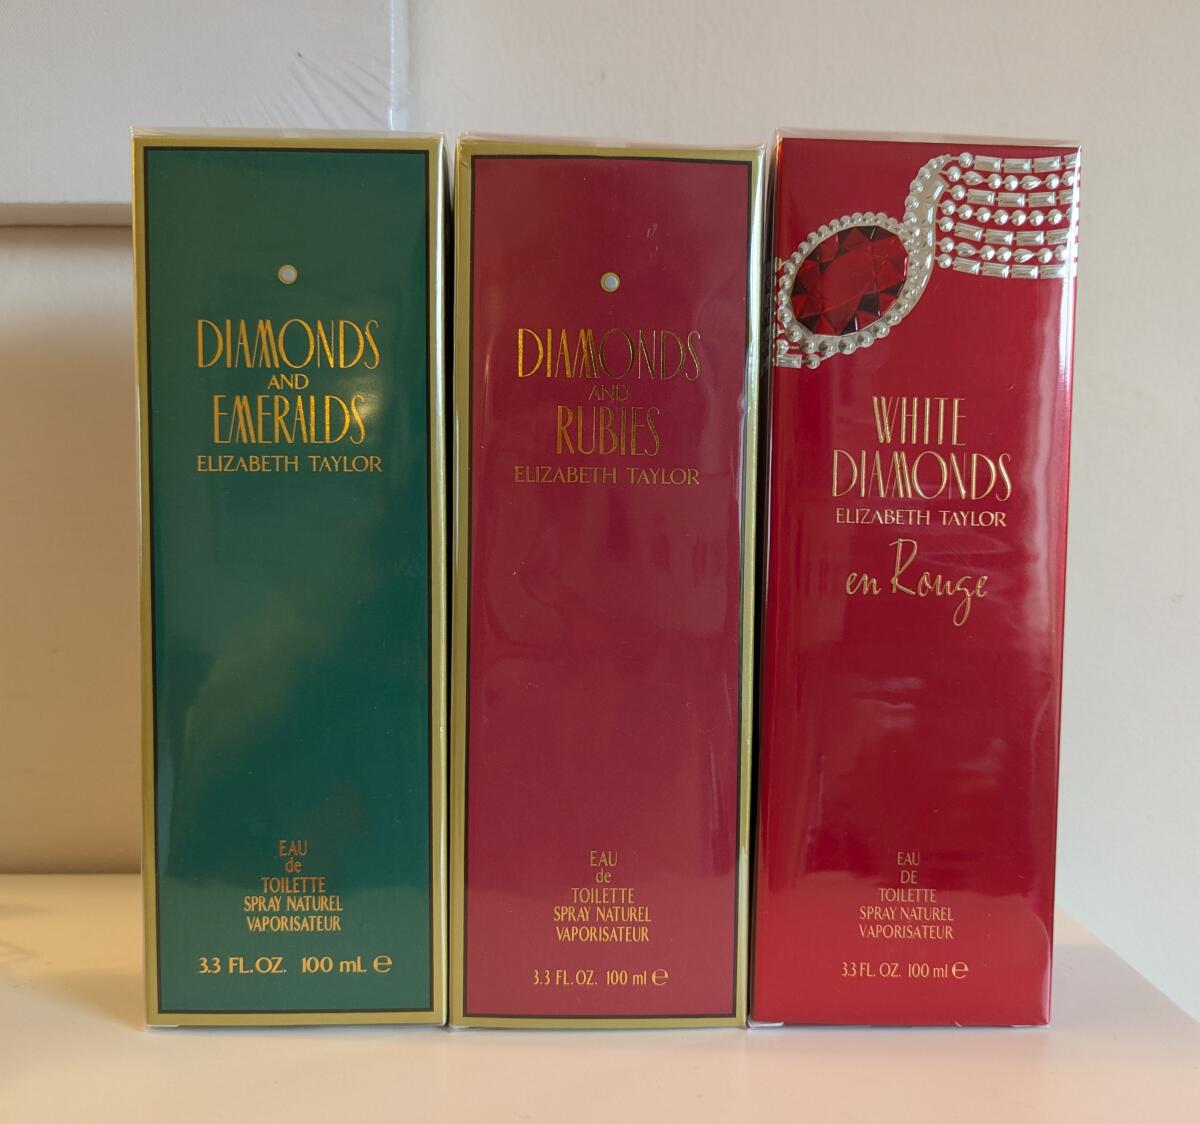 DIAMONDS
AND
EMERALDS
ELIZABETH TAYLOR
EAU
de
TOILETTE
SPRAY NATUREL
VAPORISATEUR
3.3 FL.OZ. 100 mL e
DIAMONDS
AND
RUBIES
ELIZABETH TAYLOR
EAU
de
TOILETTE
SPRAY NATUREL
VAPORISATEUR
3.3 FL.OZ. 100 ml e
WHITE
DIAMONDS
ELIZABETH TAYLOR
en Rouge
EAU
DE
TOILETTE
SPRAY NATUREL
VAPORISATEUR
3.3 FL.OZ. 100 ml e